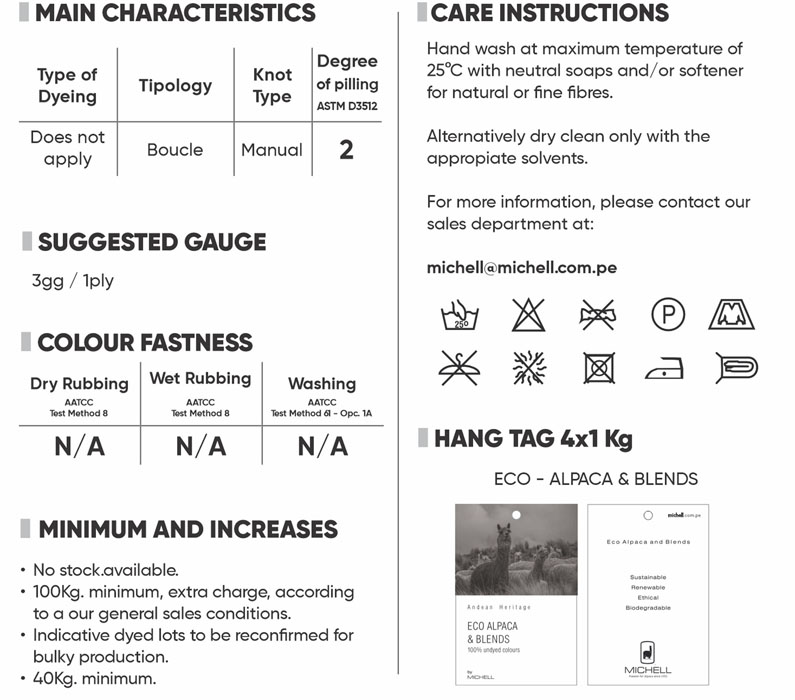 MAIN CHARACTERISTICS
Type of Dyeing
Tipology
Knot Type
Degree of pilling
ASTM D3512
Does not apply
Boucle
Manual
2
SUGGESTED GAUGE
3gg / 1ply
COLOUR FASTNESS
Dry Rubbing
AATCC
Test Method 8
Wet Rubbing
AATCC
Test Method 8
Washing
AATCC
Test Method 61 - Opc. 1A
N/A
N/A
N/A
MINIMUM AND INCREASES
• No stock.available.
• 100Kg. minimum, extra charge, according
to a our general sales conditions.
• Indicative dyed lots to be reconfirmed for
bulky production.
• 40Kg. minimum.
CARE INSTRUCTIONS
Hand wash at maximum temperature of
25°C with neutral soaps and/or softener
for natural or fine fibres.
Alternatively dry clean only with the
appropiate solvents.
For more information, please contact our
sales department at:
michell@michell.com.pe
25°
P
HANG TAG 4x1 Kg
ECO - ALPACA & BLENDS
Andean Heritage
ECO ALPACA
& BLENDS
100% undyed colours
by
MICHELL
michell.com.pe
Eco Alpaca and Blends
Sustainable
Renewable
Ethical
Biodegradable
MICHELL